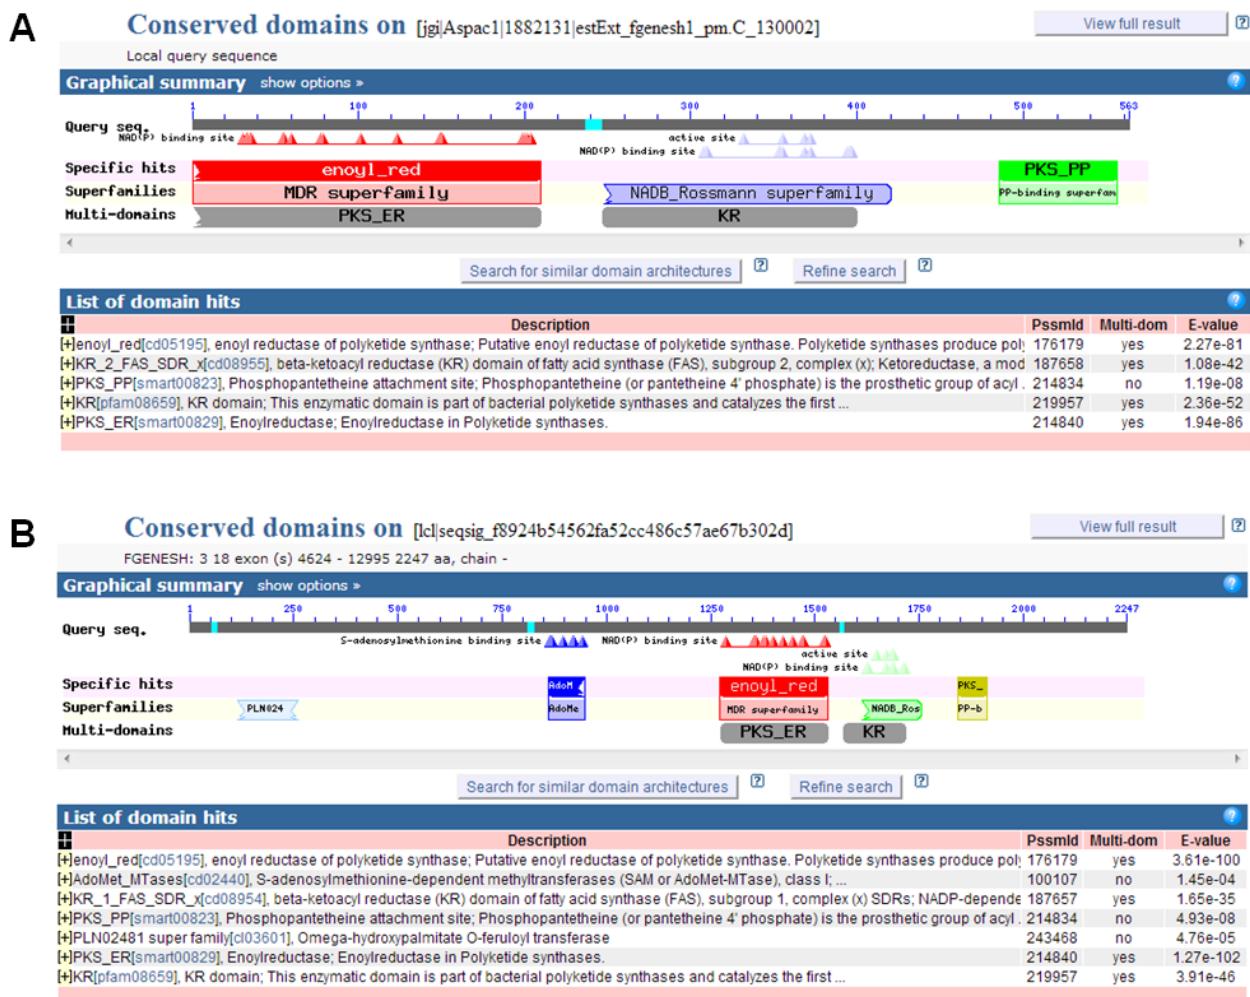 A
Conserved domains on [jgi|Aspac1|1882131|estExt_fgenesh1_pm.C_130002]
View full result
?
Local query sequence
Graphical summary show options »
?
1 100 200 300 400 500 563
Query seq.
NAD(P) binding site
active site
NAD(P) binding site
Specific hits enoyl_red PKS_PP
Superfamilies MDR superfamily NADB_Rossmann superfamily PP-binding superfam
Multi-domains PKS_ER KR
Search for similar domain architectures ? Refine search ?
List of domain hits
?
Description PssmId Multi-dom E-value
[+]enoyl_red[cd05195], enoyl reductase of polyketide synthase; Putative enoyl reductase of polyketide synthase. Polyketide synthases produce poly 176179 yes 2.27e-81
[+]KR_2_FAS_SDR_x[cd08955], beta-ketoacyl reductase (KR) domain of fatty acid synthase (FAS), subgroup 2, complex (x); Ketoreductase, a mod 187658 yes 1.08e-42
[+]PKS_PP[smart00823], Phosphopantetheine attachment site; Phosphopantetheine (or pantetheine 4' phosphate) is the prosthetic group of acyl . 214834 no 1.19e-08
[+]KR[pfam08659], KR domain; This enzymatic domain is part of bacterial polyketide synthases and catalyzes the first ... 219957 yes 2.36e-52
[+]PKS_ER[smart00829], Enoylreductase; Enoylreductase in Polyketide synthases. 214840 yes 1.94e-86
B
Conserved domains on [lcl|seqsig_f8924b54562fa52cc486c57ae67b302d]
View full result
?
FGENESH: 3 18 exon (s) 4624 - 12995 2247 aa, chain -
Graphical summary show options »
?
1 250 500 750 1000 1250 1500 1750 2000 2247
Query seq.
S-adenosylmethionine binding site NAD(P) binding site
active site
NAD(P) binding site
Specific hits AdoM enoyl_red PKS_
Superfamilies PLN024 AdoMe MDR superfamily NADB_Ros PP-b
Multi-domains PKS_ER KR
Search for similar domain architectures ? Refine search ?
List of domain hits
?
Description PssmId Multi-dom E-value
[+]enoyl_red[cd05195], enoyl reductase of polyketide synthase; Putative enoyl reductase of polyketide synthase. Polyketide synthases produce poly 176179 yes 3.61e-100
[+]AdoMet_MTases[cd02440], S-adenosylmethionine-dependent methyltransferases (SAM or AdoMet-MTase), class I; ... 100107 no 1.45e-04
[+]KR_1_FAS_SDR_x[cd08954], beta-ketoacyl reductase (KR) domain of fatty acid synthase (FAS), subgroup 1, complex (x) SDRs; NADP-depende 187657 yes 1.65e-35
[+]PKS_PP[smart00823], Phosphopantetheine attachment site; Phosphopantetheine (or pantetheine 4' phosphate) is the prosthetic group of acyl . 214834 no 4.93e-08
[+]PLN02481 super family[cl03601], Omega-hydroxypalmitate O-feruloyl transferase 243468 no 4.76e-05
[+]PKS_ER[smart00829], Enoylreductase; Enoylreductase in Polyketide synthases. 214840 yes 1.27e-102
[+]KR[pfam08659], KR domain; This enzymatic domain is part of bacterial polyketide synthases and catalyzes the first ... 219957 yes 3.91e-46